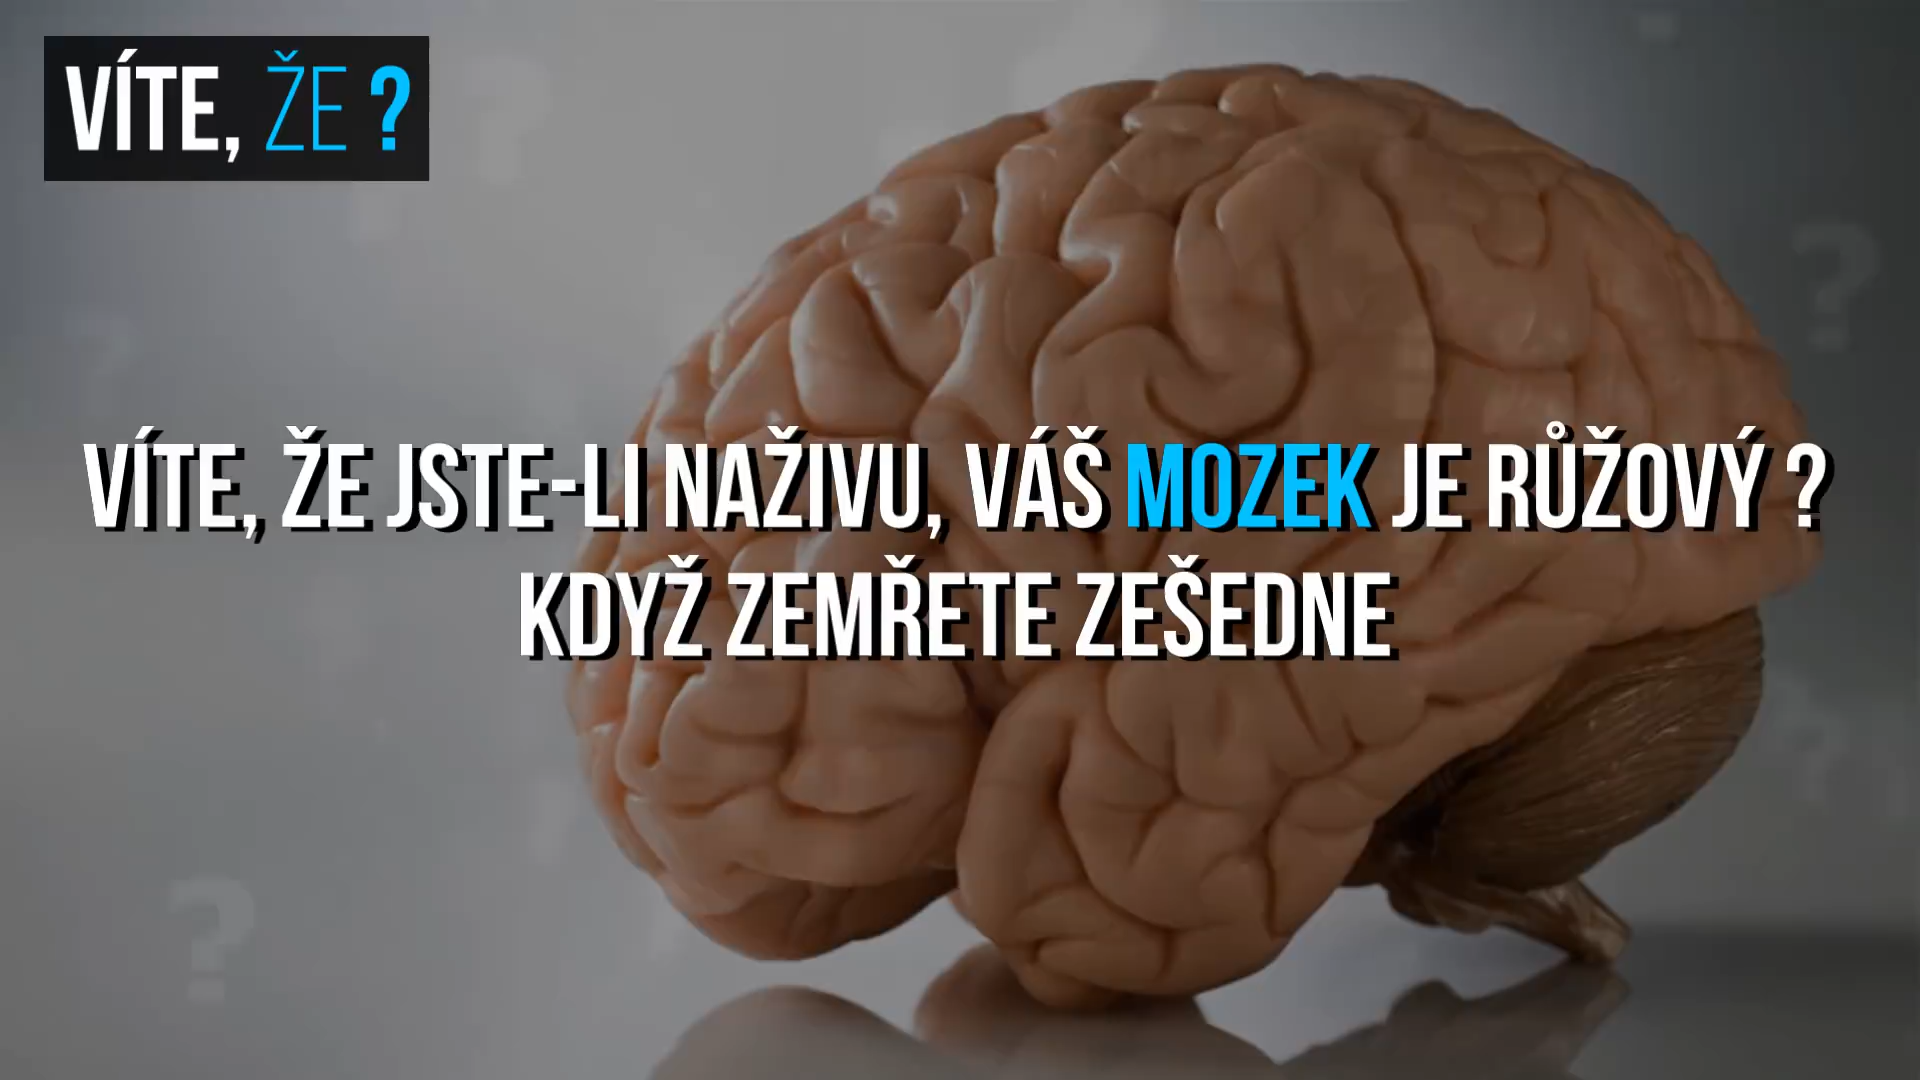 VÍTE, ŽE ?
VÍTE, ŽE JSTE-LI NAŽIVU, VÁŠ MOZEK JE RŮŽOVÝ ?
KDYŽ ZEMŘETE ZEŠEDNE